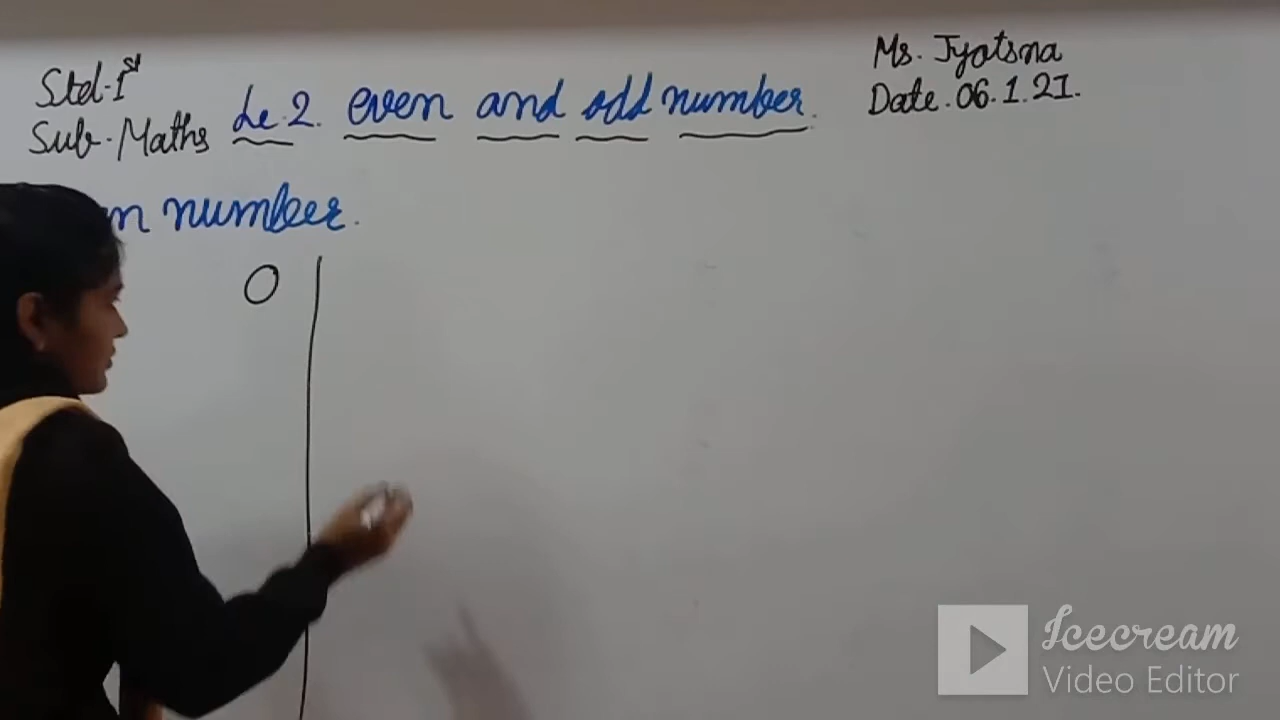 Std-1st
Sub-Maths
Le.2. even and odd number.
Ms. Jyotsna
Date.06.1.21.
n number.
0
Icecream
Video Editor